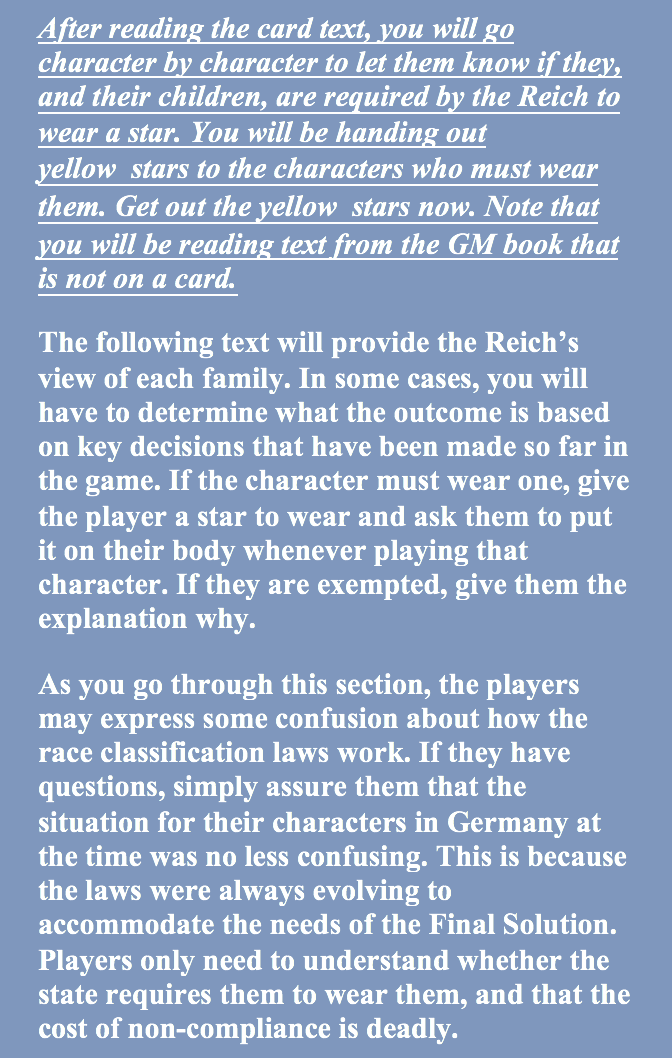 After reading the card text, you will go
character by character to let them know if they,
and their children, are required by the Reich to
wear a star. You will be handing out
yellow  stars to the characters who must wear
them. Get out the yellow  stars now. Note that
you will be reading text from the GM book that
is not on a card.
The following text will provide the Reich’s
view of each family. In some cases, you will
have to determine what the outcome is based
on key decisions that have been made so far in
the game. If the character must wear one, give
the player a star to wear and ask them to put
it on their body whenever playing that
character. If they are exempted, give them the
explanation why.
As you go through this section, the players
may express some confusion about how the
race classification laws work. If they have
questions, simply assure them that the
situation for their characters in Germany at
the time was no less confusing. This is because
the laws were always evolving to
accommodate the needs of the Final Solution.
Players only need to understand whether the
state requires them to wear them, and that the
cost of non-compliance is deadly.